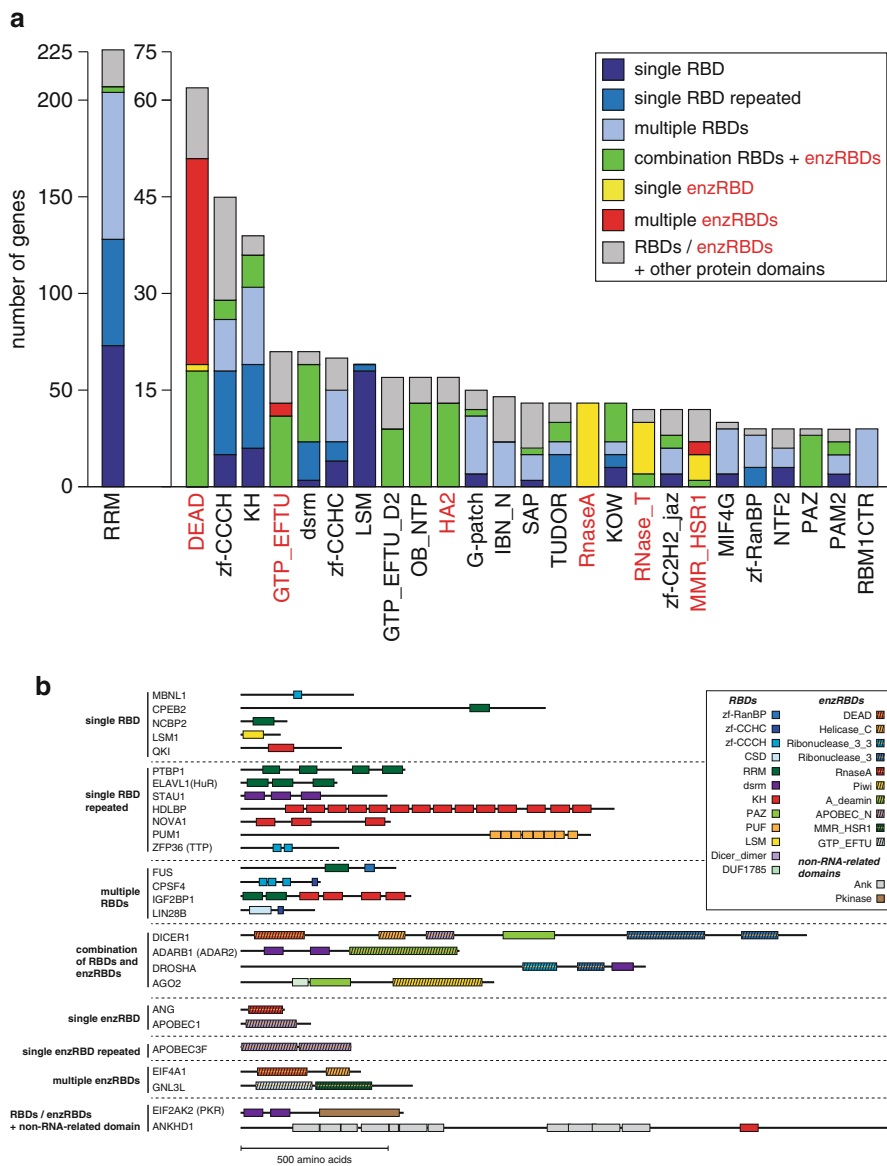 a
number of genes
225
200
150
100
50
0
75
60
45
30
15
single RBD
single RBD repeated
multiple RBDs
combination RBDs + enzRBDs
single enzRBD
multiple enzRBDs
RBDs / enzRBDs
+ other protein domains
RRM
DEAD
zf-CCCH
KH
GTP_EFTU
dsrm
zf-CCHC
LSM
GTP_EFTU_D2
OB_NTP
HA2
G-patch
IBN_N
SAP
TUDOR
RnaseA
KOW
RNase_T
zf-C2H2_jaz
MMR_HSR1
MIF4G
zf-RanBP
NTF2
PAZ
PAM2
RBM1CTR
b
single RBD
MBNL1
CPEB2
NCBP2
LSM1
QKI
single RBD
repeated
PTBP1
ELAVL1(HuR)
STAU1
HDLBP
NOVA1
PUM1
ZFP36 (TTP)
multiple
RBDs
FUS
CPSF4
IGF2BP1
LIN28B
combination
of RBDs and
enzRBDs
DICER1
ADARB1 (ADAR2)
DROSHA
AGO2
single enzRBD
ANG
APOBEC1
single enzRBD repeated
APOBEC3F
multiple enzRBDs
EIF4A1
GNL3L
RBDs / enzRBDs
+ non-RNA-related domain
EIF2AK2 (PKR)
ANKHD1
500 amino acids
RBDs
zf-RanBP
zf-CCHC
zf-CCCH
CSD
RRM
dsrm
KH
PAZ
PUF
LSM
Dicer_dimer
DUF1785
enzRBDs
DEAD
Helicase_C
Ribonuclease_3_3
Ribonuclease_3
RnaseA
Piwi
A_deamin
APOBEC_N
MMR_HSR1
GTP_EFTU
non-RNA-related
domains
Ank
Pkinase